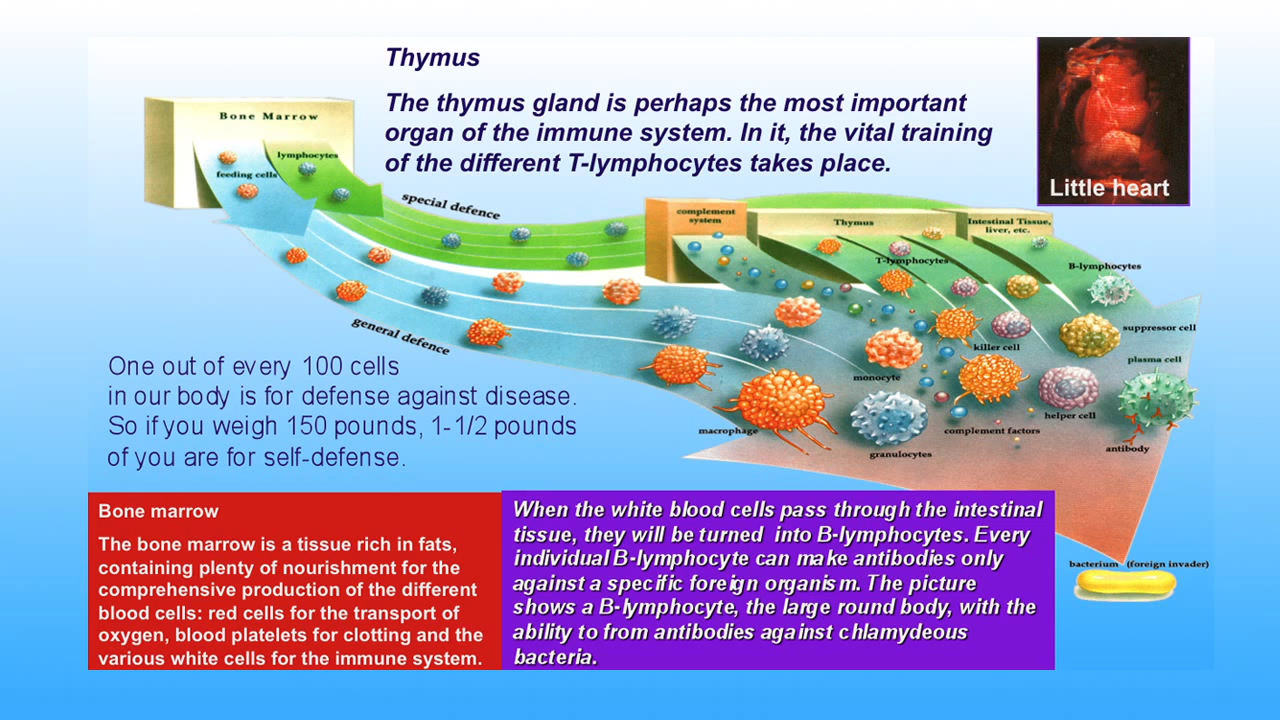 Thymus
The thymus gland is perhaps the most important
organ of the immune system. In it, the vital training
of the different T-lymphocytes takes place.
Little heart
Bone Marrow
lymphocytes
feeding cells
special defence
general defence
complement
system
Thymus
Intestinal Tissue,
liver, etc.
T-lymphocytes
B-lymphocytes
suppressor cell
killer cell
plasma cell
monocyte
helper cell
macrophage
complement factors
antibody
granulocytes
One out of every 100 cells
in our body is for defense against disease.
So if you weigh 150 pounds, 1-1/2 pounds
of you are for self-defense.
Bone marrow
The bone marrow is a tissue rich in fats,
containing plenty of nourishment for the
comprehensive production of the different
blood cells: red cells for the transport of
oxygen, blood platelets for clotting and the
various white cells for the immune system.
When the white blood cells pass through the intestinal
tissue, they will be turned into B-lymphocytes. Every
individual B-lymphocyte can make antibodies only
against a specific foreign organism. The picture
shows a B-lymphocyte, the large round body, with the
ability to from antibodies against chlamydeous
bacteria.
bacterium (foreign invader)